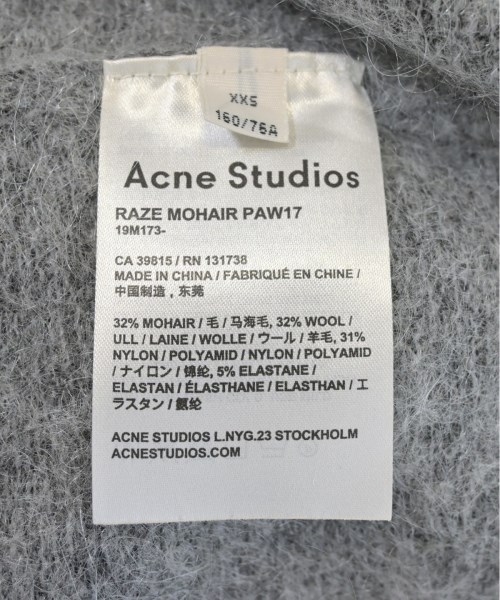 XXS
160/76A
Acne Studios
RAZE MOHAIR PAW17
19M173-
CA 39815 / RN 131738
MADE IN CHINA / FABRIQUÉ EN CHINE /
中国制造，东莞
32% MOHAIR / 毛 / 马海毛, 32% WOOL /
ULL / LAINE / WOLLE / ウール / 羊毛, 31%
NYLON / POLYAMID / NYLON / POLYAMID
/ ナイロン / 锦纶, 5% ELASTANE /
ELASTAN / ÉLASTHANE / ELASTHAN / エ
ラスタン / 氨纶
ACNE STUDIOS L.NYG.23 STOCKHOLM
ACNESTUDIOS.COM